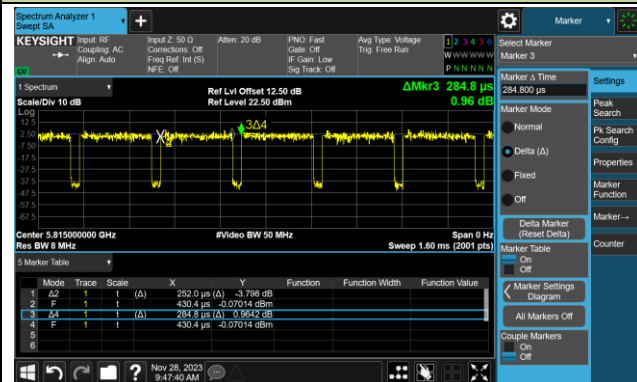 Spectrum Analyzer 1
Swept SA
+
Marker
KEYSIGHT
Input: RF
Coupling: AC
Align: Auto
Input Z: 50 Ω
Corrections: Off
Freq Ref: Int (S)
NFE: Off
Atten: 20 dB
PNO: Fast
Gate: Off
IF Gain: Low
Sig Track: Off
Avg Type: Voltage
Trig: Free Run
1 2 3 4 5 6
W W W W W W
P N N N N N
LXI
1 Spectrum
Scale/Div 10 dB
Ref Lvl Offset 12.50 dB
Ref Level 22.50 dBm
ΔMkr3 284.8 µs
0.96 dB
Log
12.5
2.50
-7.50
-17.5
-27.5
-37.5
-47.5
-57.5
-67.5
3Δ4
X
Center 5.815000000 GHz
Res BW 8 MHz
#Video BW 50 MHz
Span 0 Hz
Sweep 1.60 ms (2001 pts)
5 Marker Table
Mode Trace Scale X Y Function Function Width Function Value
1 Δ2 1 t (Δ) 252.0 µs (Δ) -3.798 dB
2 F 1 t 430.4 µs -0.07014 dBm
3 Δ4 1 t (Δ) 284.8 µs (Δ) 0.9642 dB
4 F 1 t 430.4 µs -0.07014 dBm
5
6
Select Marker
Marker 3
Marker Δ Time
284.800 µs
Marker Mode
Normal
Delta (Δ)
Fixed
Off
Delta Marker
(Reset Delta)
Marker Table
On
Off
Marker Settings
Diagram
All Markers Off
Couple Markers
On
Off
Settings
Peak
Search
Pk Search
Config
Properties
Marker
Function
Marker→
Counter
?
Nov 28, 2023
9:47:40 AM